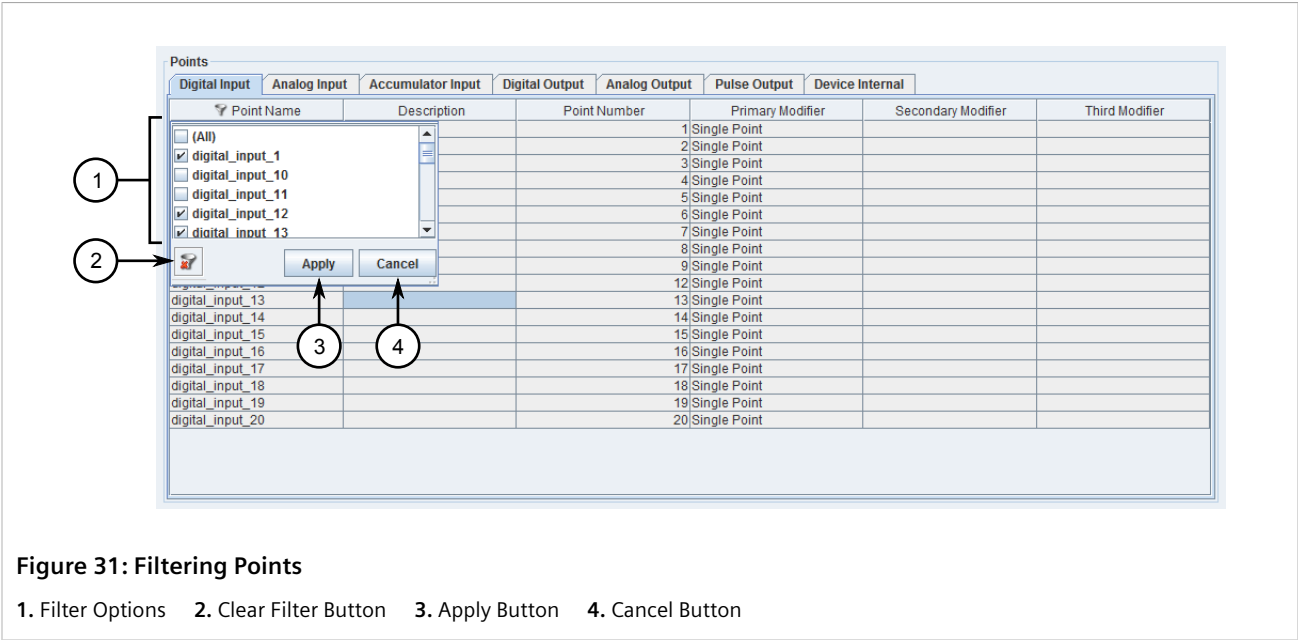 Points
Digital Input Analog Input Accumulator Input Digital Output Analog Output Pulse Output Device Internal
Point Name Description Point Number Primary Modifier Secondary Modifier Third Modifier
(All)
digital_input_1
digital_input_10
digital_input_11
digital_input_12
digital_input_13
Apply Cancel
1 Single Point
2 Single Point
3 Single Point
4 Single Point
5 Single Point
6 Single Point
7 Single Point
8 Single Point
9 Single Point
12 Single Point
digital_input_13 13 Single Point
digital_input_14 14 Single Point
digital_input_15 15 Single Point
digital_input_16 16 Single Point
digital_input_17 17 Single Point
digital_input_18 18 Single Point
digital_input_19 19 Single Point
digital_input_20 20 Single Point
1
2
3
4
Figure 31: Filtering Points
1. Filter Options 2. Clear Filter Button 3. Apply Button 4. Cancel Button